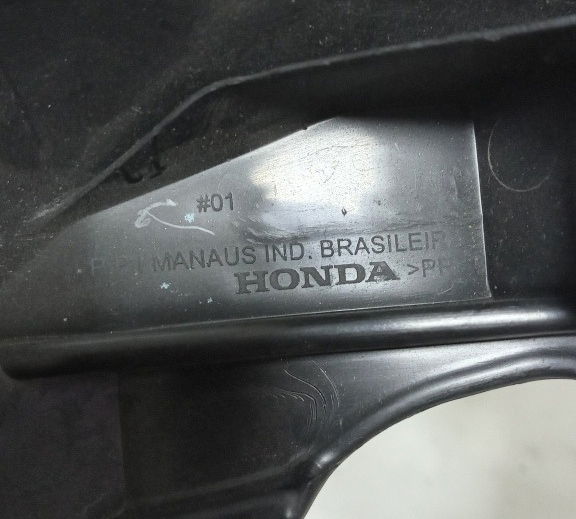 #01
MANAUS IND. BRASILEIR
HONDA >PP